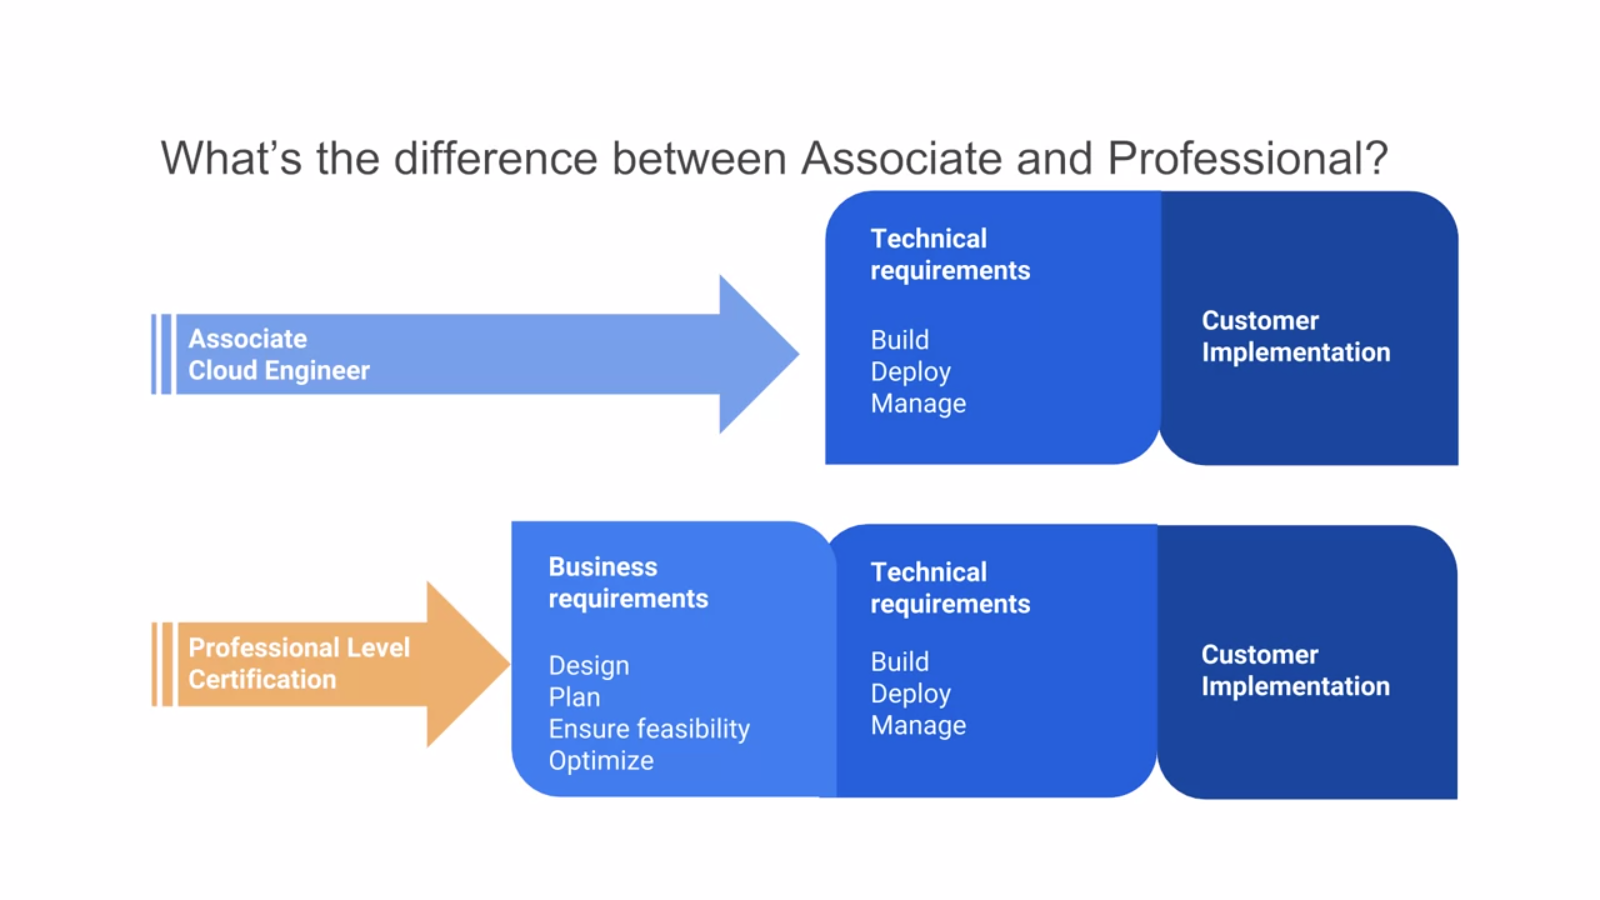 What’s the difference between Associate and Professional?
Associate
Cloud Engineer
Technical
requirements
Build
Deploy
Manage
Customer
Implementation
Professional Level
Certification
Business
requirements
Design
Plan
Ensure feasibility
Optimize
Technical
requirements
Build
Deploy
Manage
Customer
Implementation